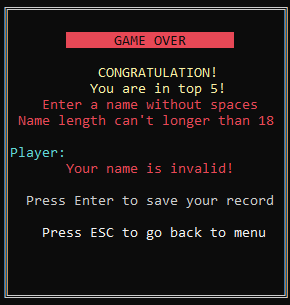 GAME OVER
CONGRATULATION!
You are in top 5!
Enter a name without spaces
Name length can't longer than 18
Player:
Your name is invalid!
Press Enter to save your record
Press ESC to go back to menu